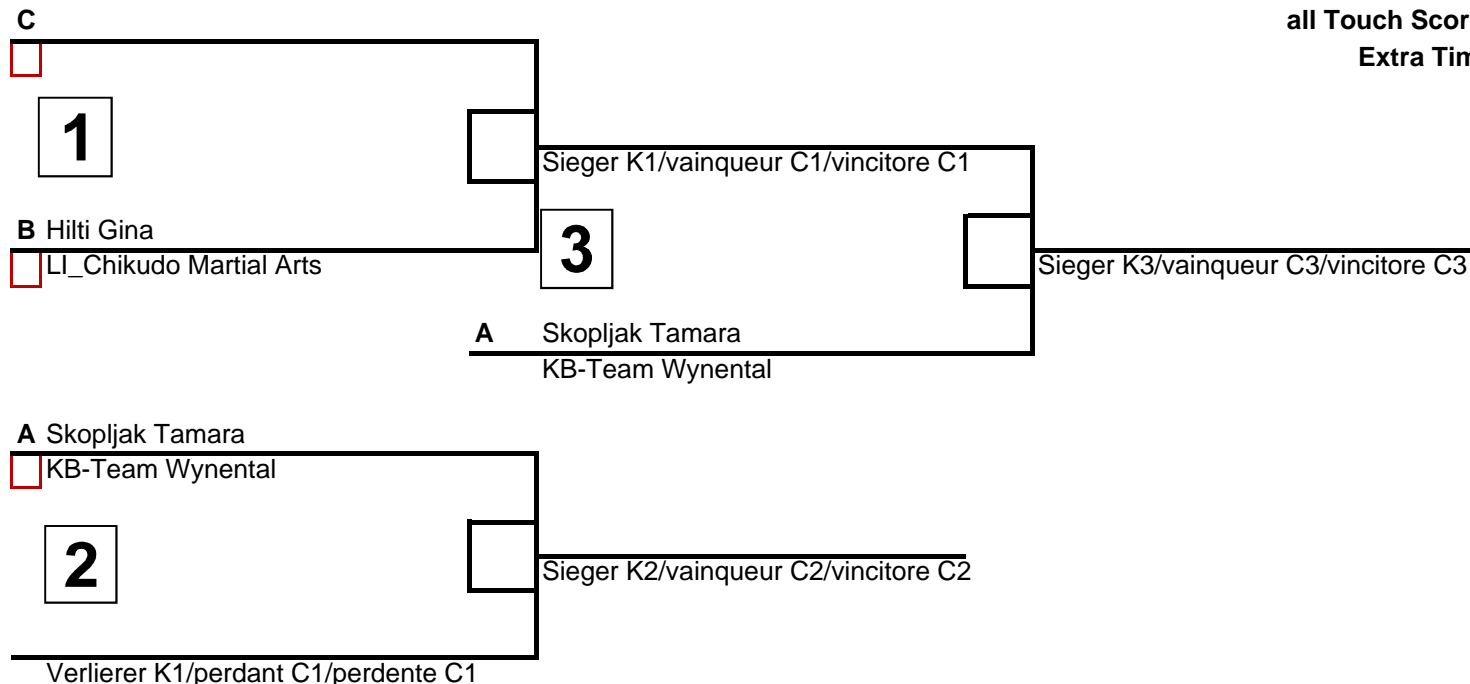 C
all Touch Scor
Extra Tim
1
Sieger K1/vainqueur C1/vincitore C1
B Hilti Gina
LI_Chikudo Martial Arts
3
Sieger K3/vainqueur C3/vincitore C3
A Skopljak Tamara
KB-Team Wynental
A Skopljak Tamara
KB-Team Wynental
2
Sieger K2/vainqueur C2/vincitore C2
Verlierer K1/perdant C1/perdente C1